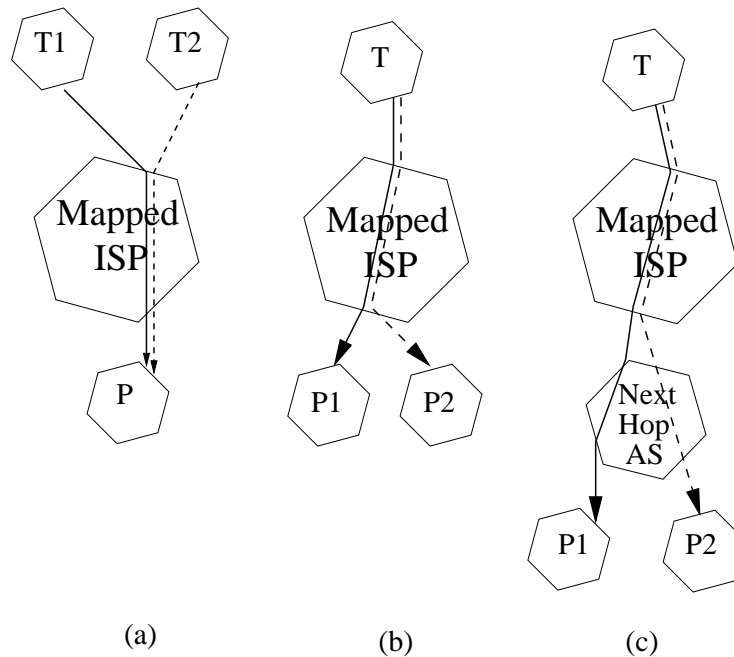 T1
T2
Mapped
ISP
P
(a)
T
Mapped
ISP
P1
P2
(b)
T
Mapped
ISP
Next
Hop
AS
P1
P2
(c)